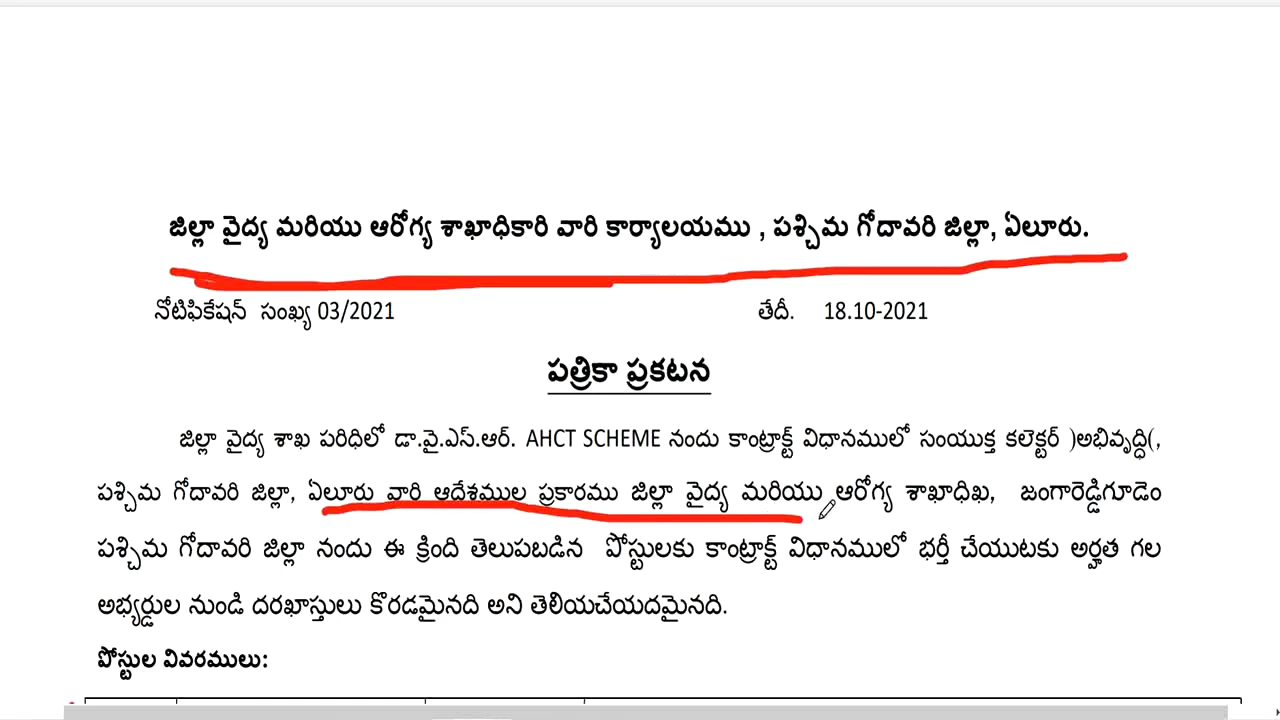 జిల్లా వైద్య మరియు ఆరోగ్య శాఖాధికారి వారి కార్యాలయము , పశ్చిమ గోదావరి జిల్లా, ఏలూరు.
నోటిఫికేషన్ సంఖ్య 03/2021 తేదీ. 18.10-2021
పత్రికా ప్రకటన
జిల్లా వైద్య శాఖ పరిధిలో డా.వై.ఎస్.ఆర్. AHCT SCHEME నందు కాంట్రాక్ట్ విధానములో సంయుక్త కలెక్టర్ )అభివృద్ధి(,
పశ్చిమ గోదావరి జిల్లా, ఏలూరు వారి ఆదేశముల ప్రకారము జిల్లా వైద్య మరియు ఆరోగ్య శాఖాధిఖ, జంగారెడ్డిగూడెం
పశ్చిమ గోదావరి జిల్లా నందు ఈ క్రింది తెలుపబడిన పోస్టులకు కాంట్రాక్ట్ విధానములో భర్తీ చేయుటకు అర్హత గల
అభ్యర్డుల నుండి దరఖాస్తులు కొరడమైనది అని తెలియచేయదమైనది.
పోస్టుల వివరములు: